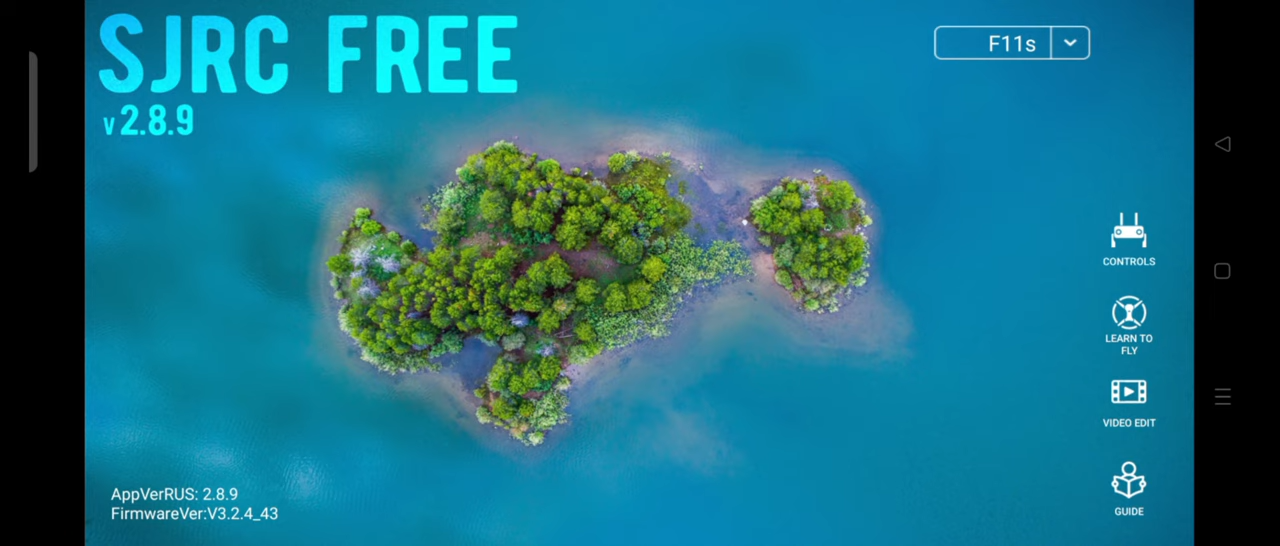 SJRC FREE
v 2.8.9
F11s
CONTROLS
LEARN TO
FLY
VIDEO EDIT
GUIDE
AppVerRUS: 2.8.9
FirmwareVer:V3.2.4_43